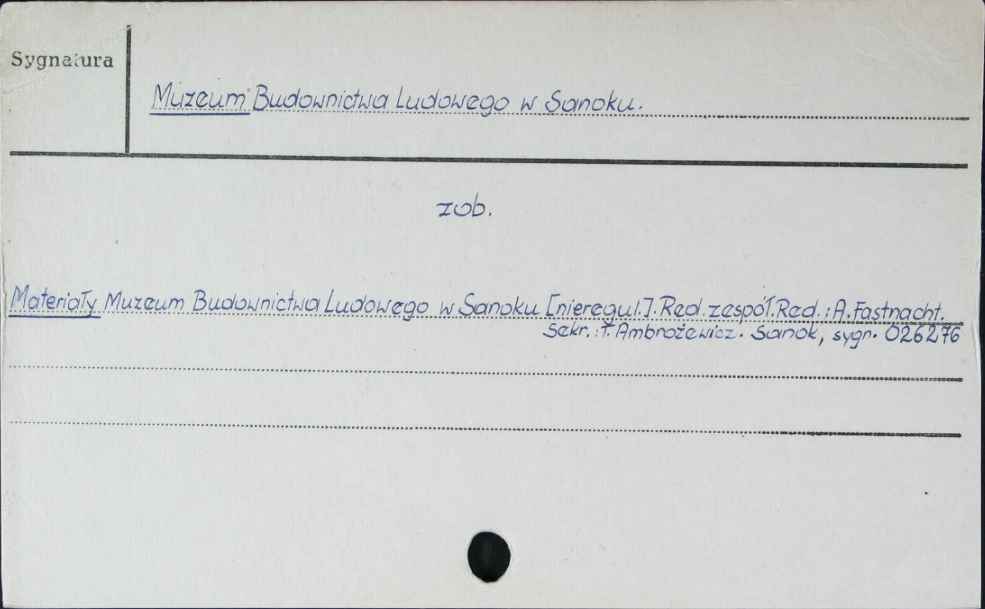 Sygnatura
Muzeum Budownictwa Ludowego w Sanoku.
zob.
Materiały Muzeum Budownictwa Ludowego w Sanoku [nieregul.]. Red. zespół. Red.: A. Fastnacht.
Sekr.: T. Ambrożewicz. Sanok, sygn. 026276